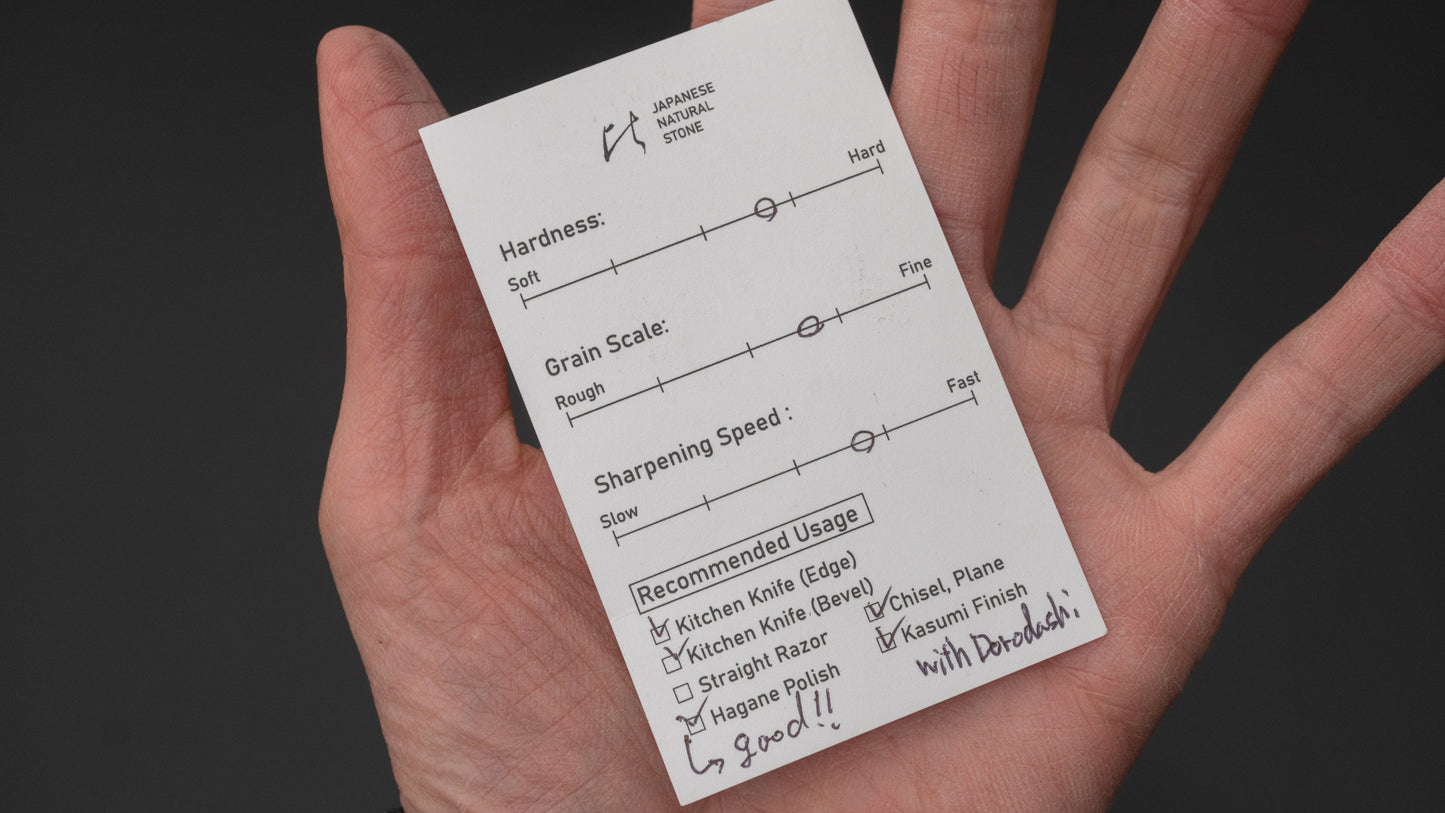 JAPANESE
NATURAL
STONE
Hardness:
Soft Hard
Grain Scale:
Rough Fine
Sharpening Speed :
Slow Fast
Recommended Usage
Kitchen Knife (Edge)
Kitchen Knife (Bevel)
Straight Razor
Hagane Polish
good!!
Chisel, Plane
Kasumi Finish
with Dorodashi